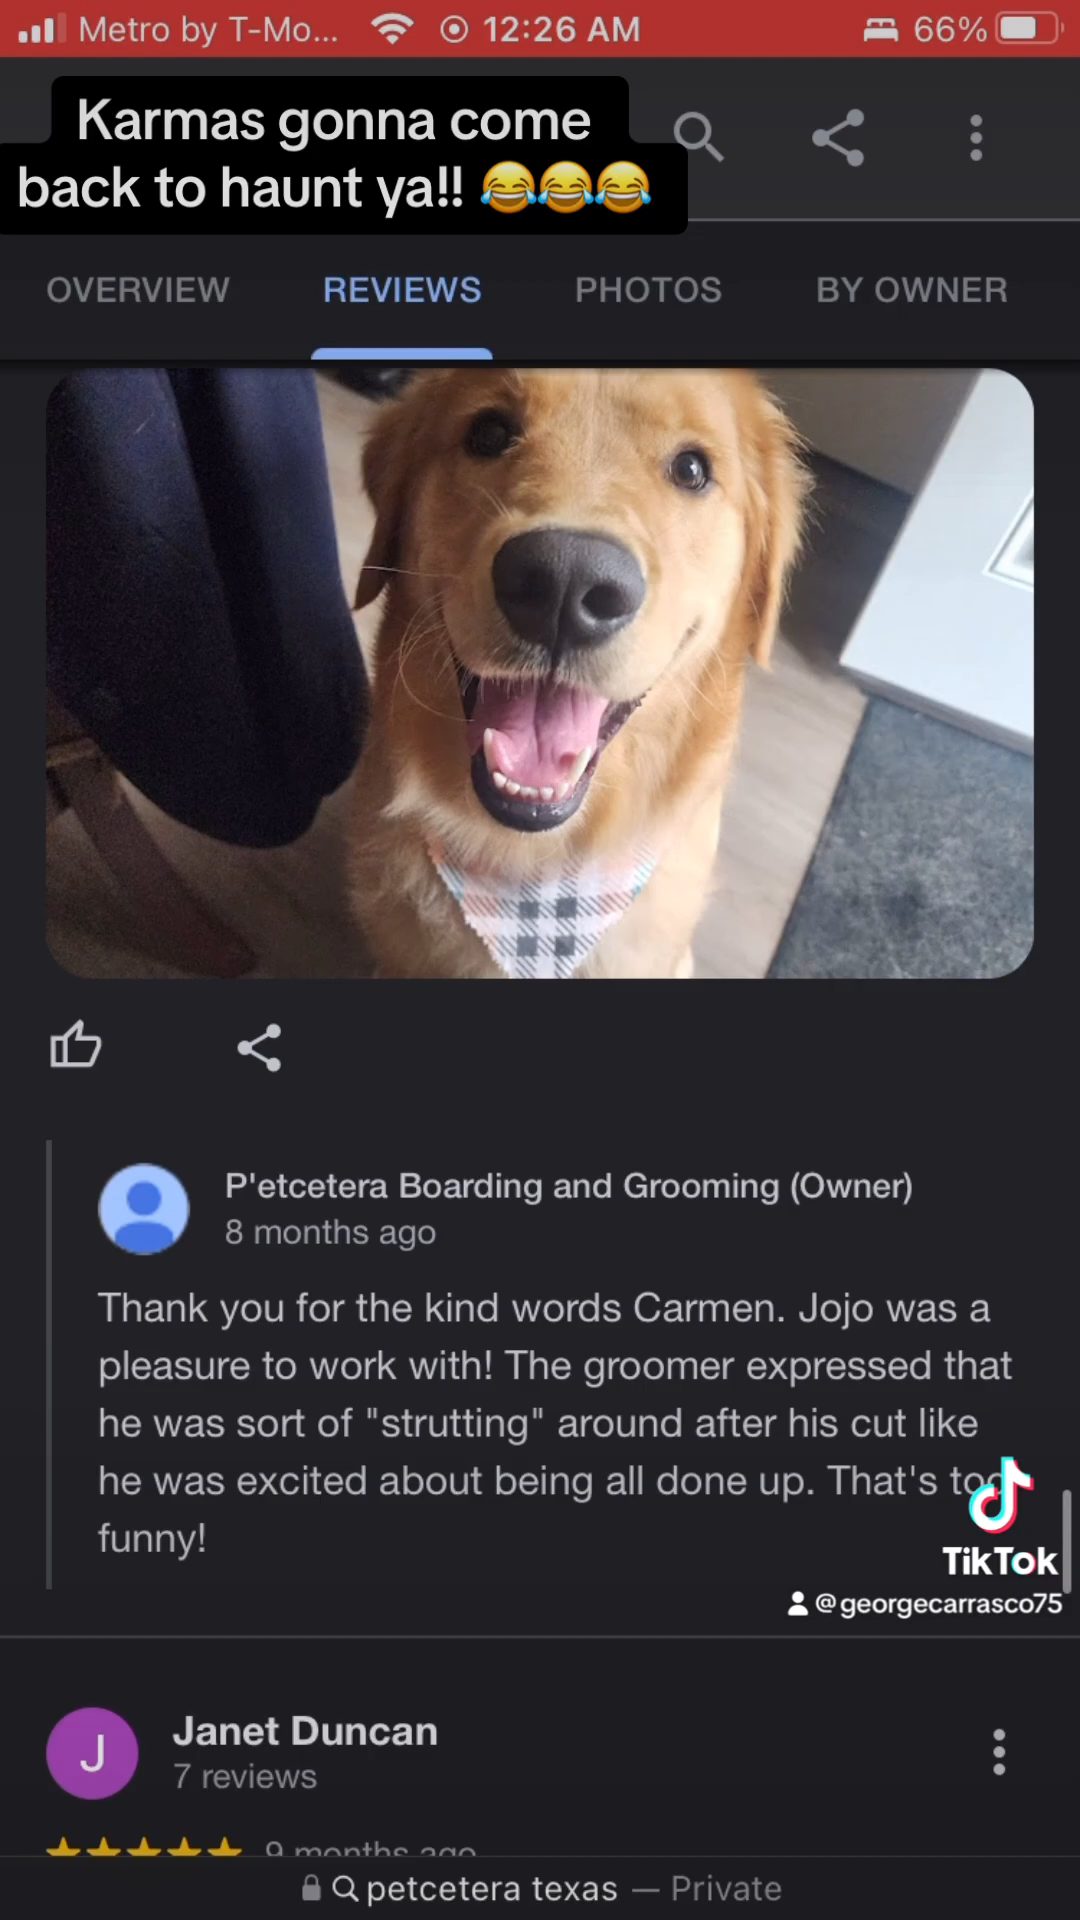 Metro by T-Mo... 12:26 AM 66%
Karmas gonna come
back to haunt ya!! 😂😂😂
OVERVIEW REVIEWS PHOTOS BY OWNER
P'etcetera Boarding and Grooming (Owner)
8 months ago
Thank you for the kind words Carmen. Jojo was a
pleasure to work with! The groomer expressed that
he was sort of "strutting" around after his cut like
he was excited about being all done up. That's too
funny!
TikTok
@georgecarrasco75
J
Janet Duncan
7 reviews
9 months ago
petcetera texas — Private